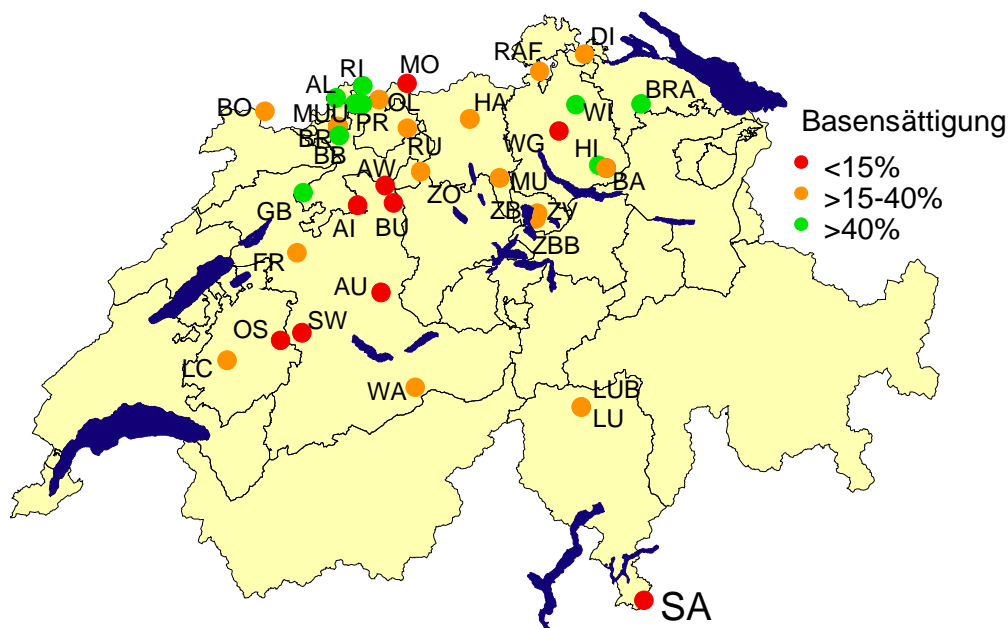 DI
RAF
RI
MO
AL
BRA
BO
OL
HA
MUU
PR
WI
Basensättigung
BR
RU
WG
HI
BB
<15%
AW
ZO
MU
BA
>15-40%
GB
AI
BU
ZB
ZV
>40%
FR
ZBB
AU
OS
SW
LC
WA
LUB
LU
SA